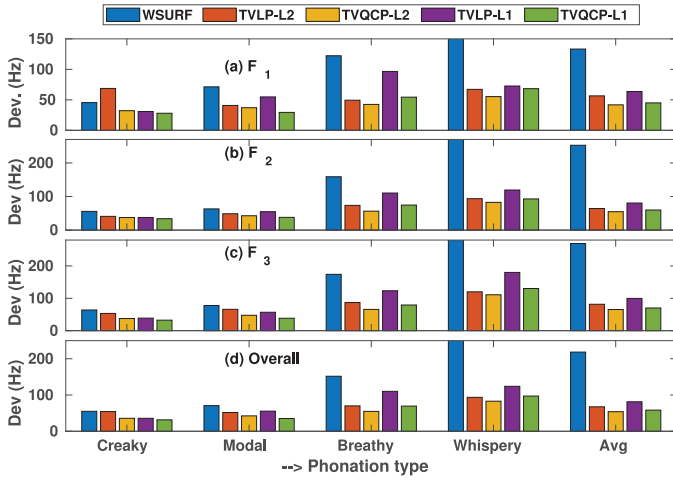 WSURF TVLP-L2 TVQCP-L2 TVLP-L1 TVQCP-L1
150
100
50
0
Dev. (Hz)
(a) F 1
200
100
0
Dev (Hz)
(b) F 2
200
100
0
Dev (Hz)
(c) F 3
200
100
0
Dev (Hz)
(d) Overall
Creaky Modal Breathy Whispery Avg
--> Phonation type